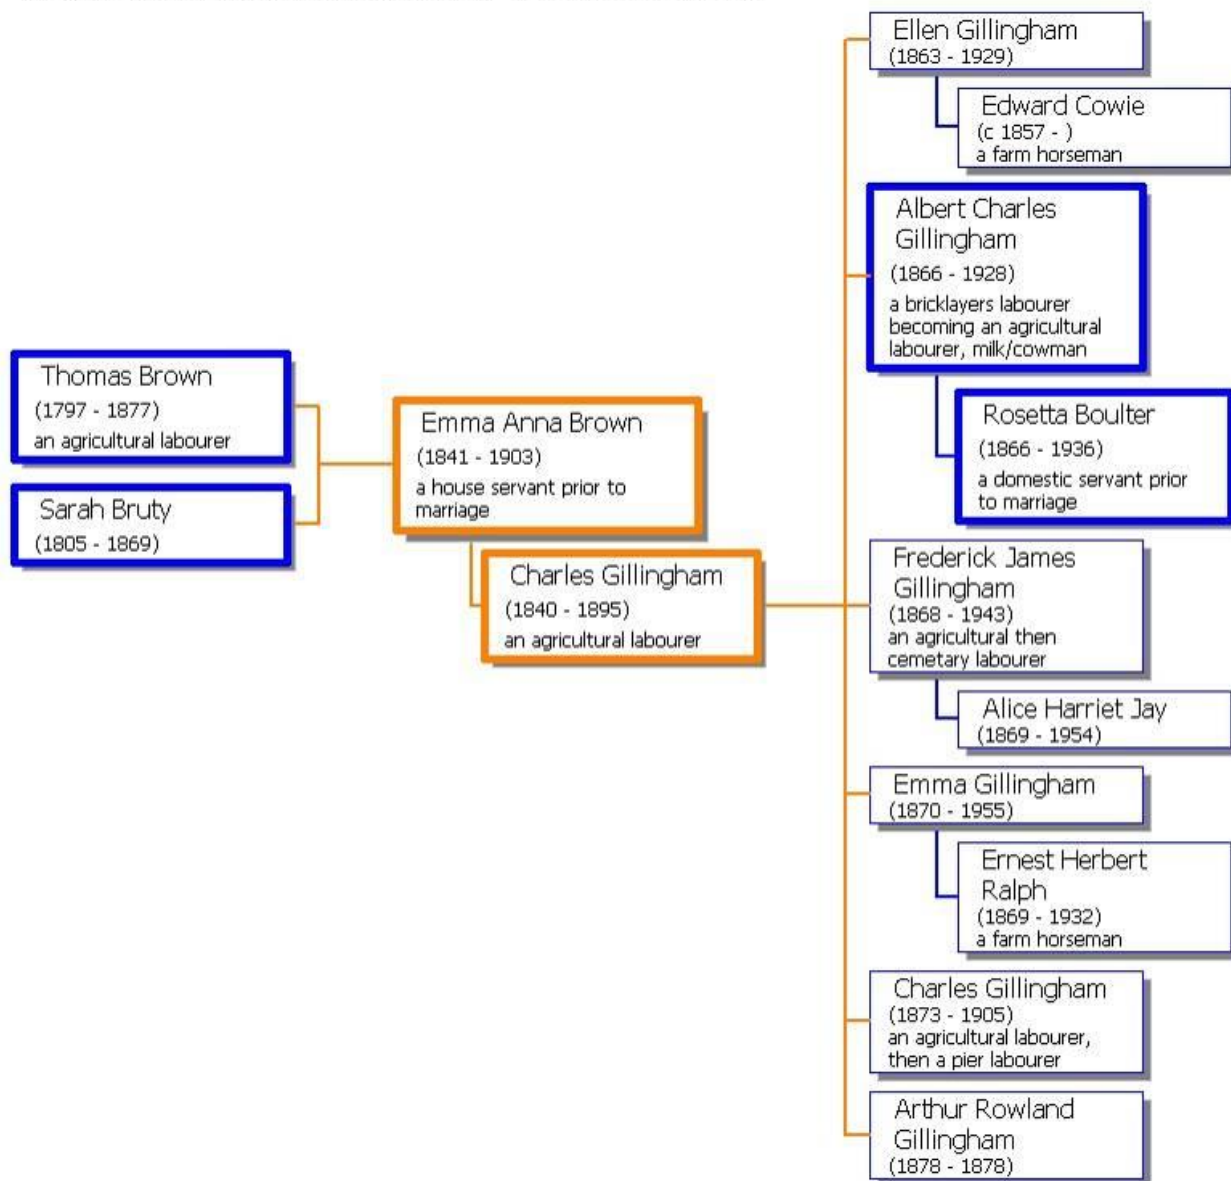 Ellen Gillingham
(1863 - 1929)
Edward Cowie
(c 1857 - )
a farm horseman
Albert Charles
Gillingham
(1866 - 1928)
a bricklayers labourer
becoming an agricultural
labourer, milk/cowman
Thomas Brown
(1797 - 1877)
an agricultural labourer
Emma Anna Brown
(1841 - 1903)
a house servant prior to
marriage
Rosetta Boulter
(1866 - 1936)
a domestic servant prior
to marriage
Sarah Bruty
(1805 - 1869)
Charles Gillingham
(1840 - 1895)
an agricultural labourer
Frederick James
Gillingham
(1868 - 1943)
an agricultural then
cemetary labourer
Alice Harriet Jay
(1869 - 1954)
Emma Gillingham
(1870 - 1955)
Ernest Herbert
Ralph
(1869 - 1932)
a farm horseman
Charles Gillingham
(1873 - 1905)
an agricultural labourer,
then a pier labourer
Arthur Rowland
Gillingham
(1878 - 1878)